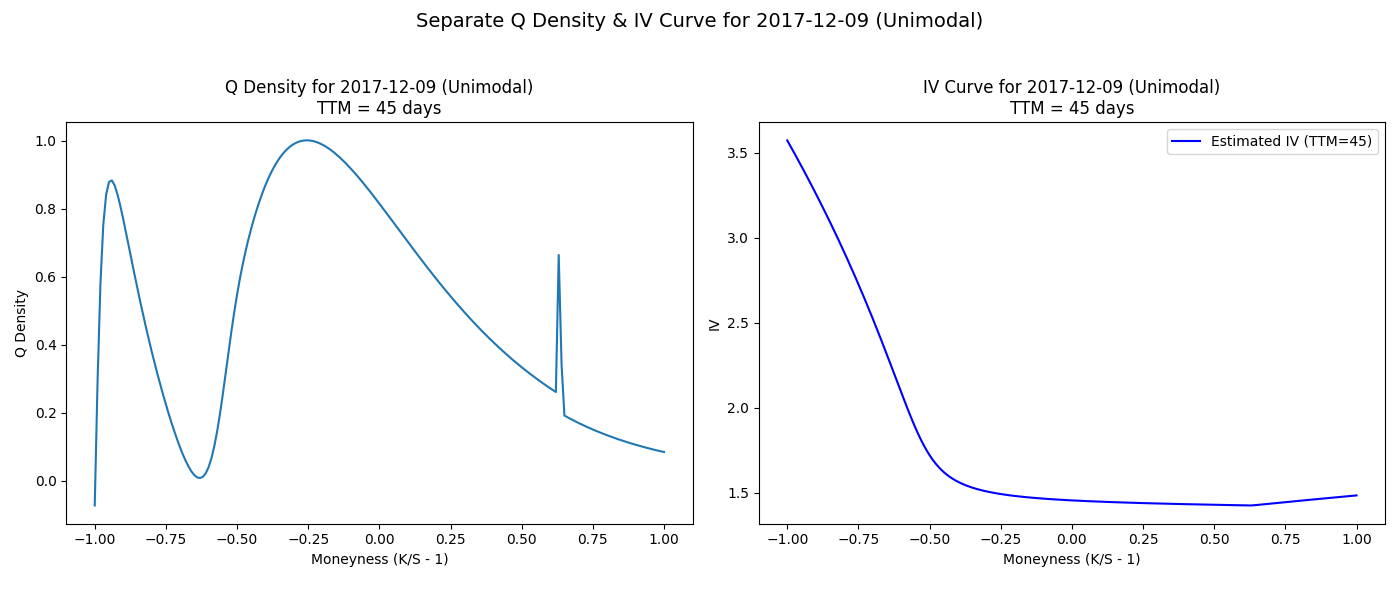 Separate Q Density & IV Curve for 2017-12-09 (Unimodal)
Q Density for 2017-12-09 (Unimodal)
TTM = 45 days
Q Density
1.0
0.8
0.6
0.4
0.2
0.0
−1.00 −0.75 −0.50 −0.25 0.00 0.25 0.50 0.75 1.00
Moneyness (K/S - 1)
IV Curve for 2017-12-09 (Unimodal)
TTM = 45 days
Estimated IV (TTM=45)
IV
3.5
3.0
2.5
2.0
1.5
−1.00 −0.75 −0.50 −0.25 0.00 0.25 0.50 0.75 1.00
Moneyness (K/S - 1)